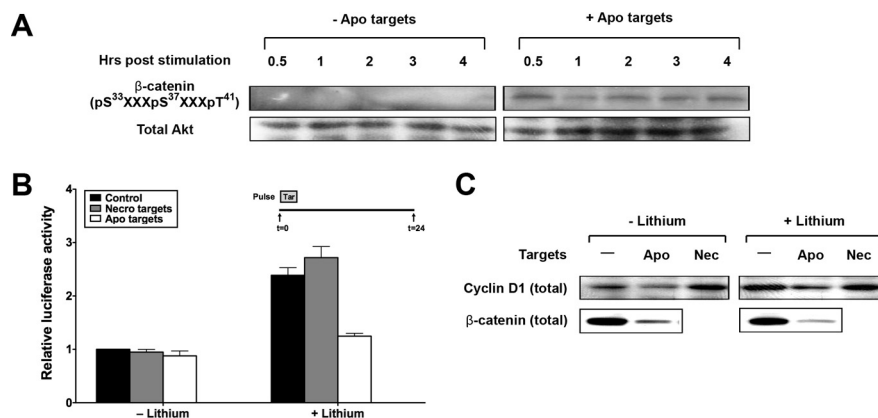 A
- Apo targets
+ Apo targets
Hrs post stimulation
0.5 1 2 3 4
0.5 1 2 3 4
β-catenin
(pS33XXXpS37XXXpT41)
Total Akt
B
Relative luciferase activity
4
3
2
1
0
Control
Necro targets
Apo targets
Pulse Tar
t=0 t=24
– Lithium + Lithium
C
- Lithium + Lithium
Targets — Apo Nec — Apo Nec
Cyclin D1 (total)
β-catenin (total)